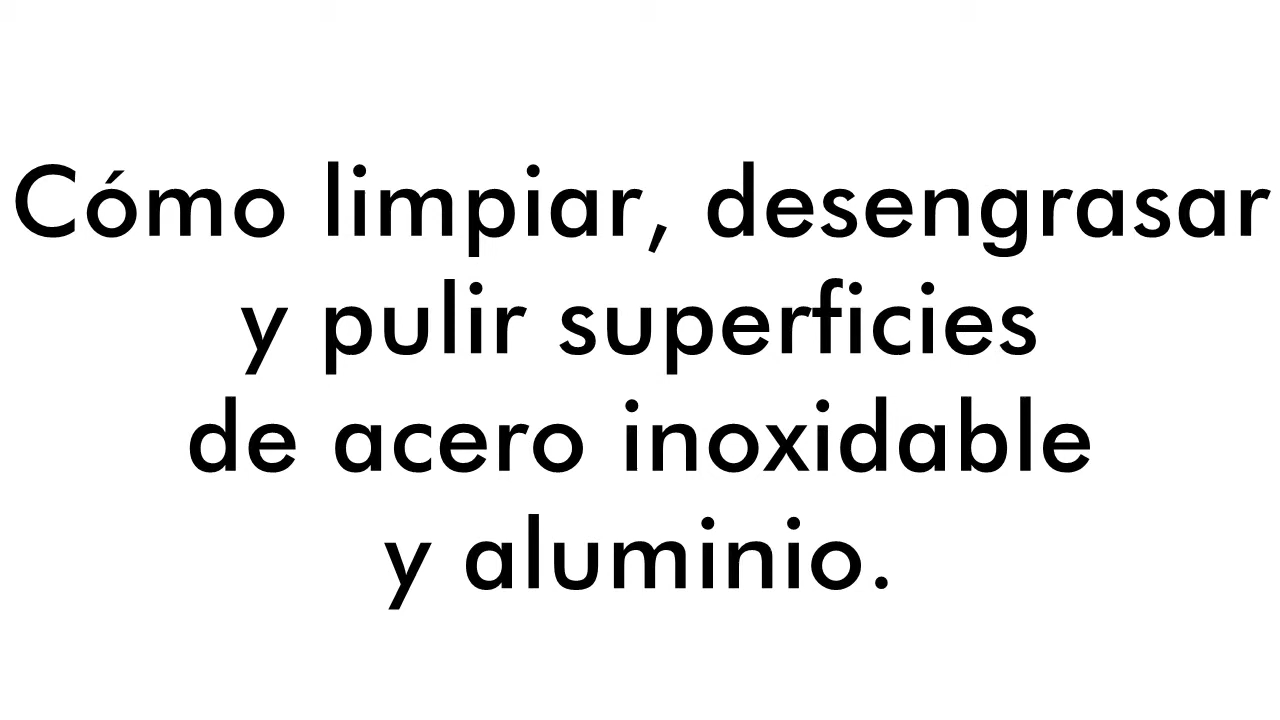 Cómo limpiar, desengrasar
y pulir superficies
de acero inoxidable
y aluminio.